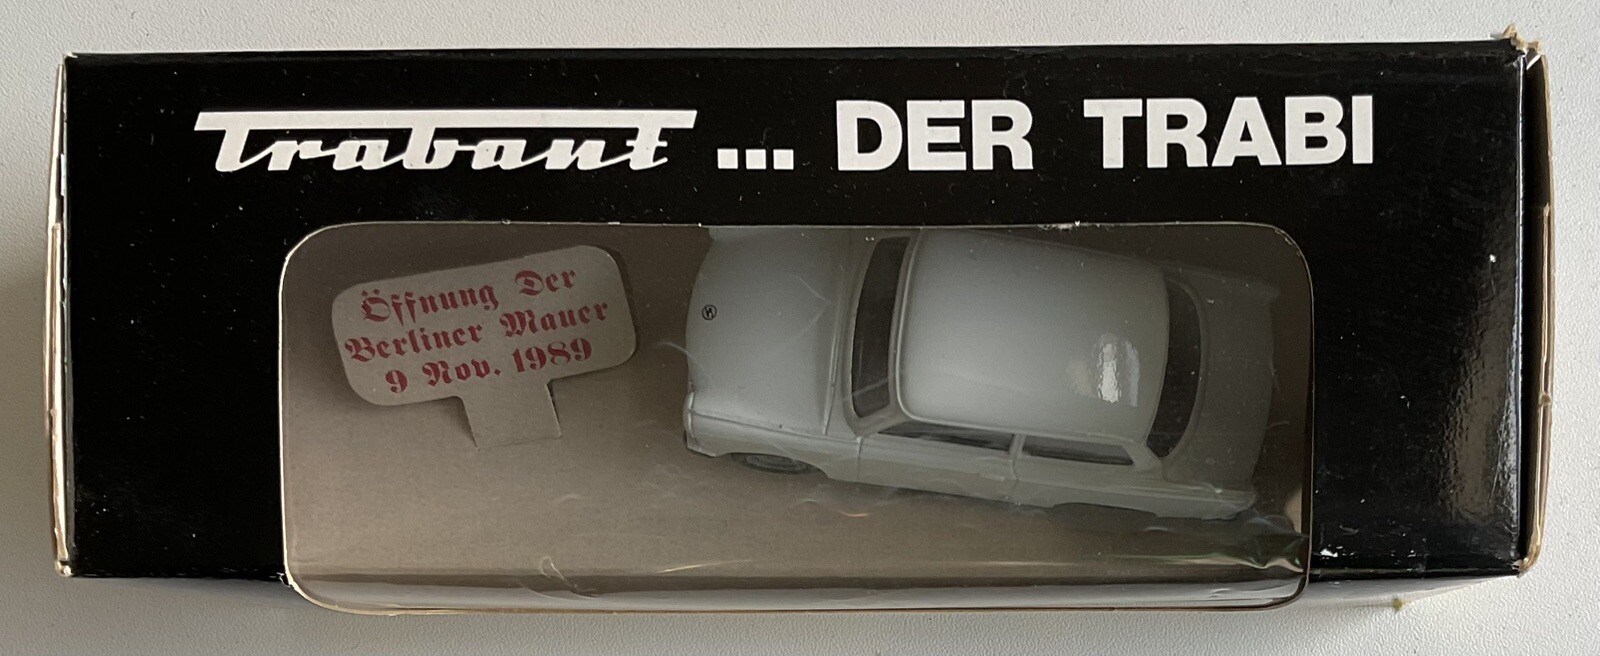 Trabant ... DER TRABI
Öffnung Der
Berliner Mauer
9 Nov. 1989